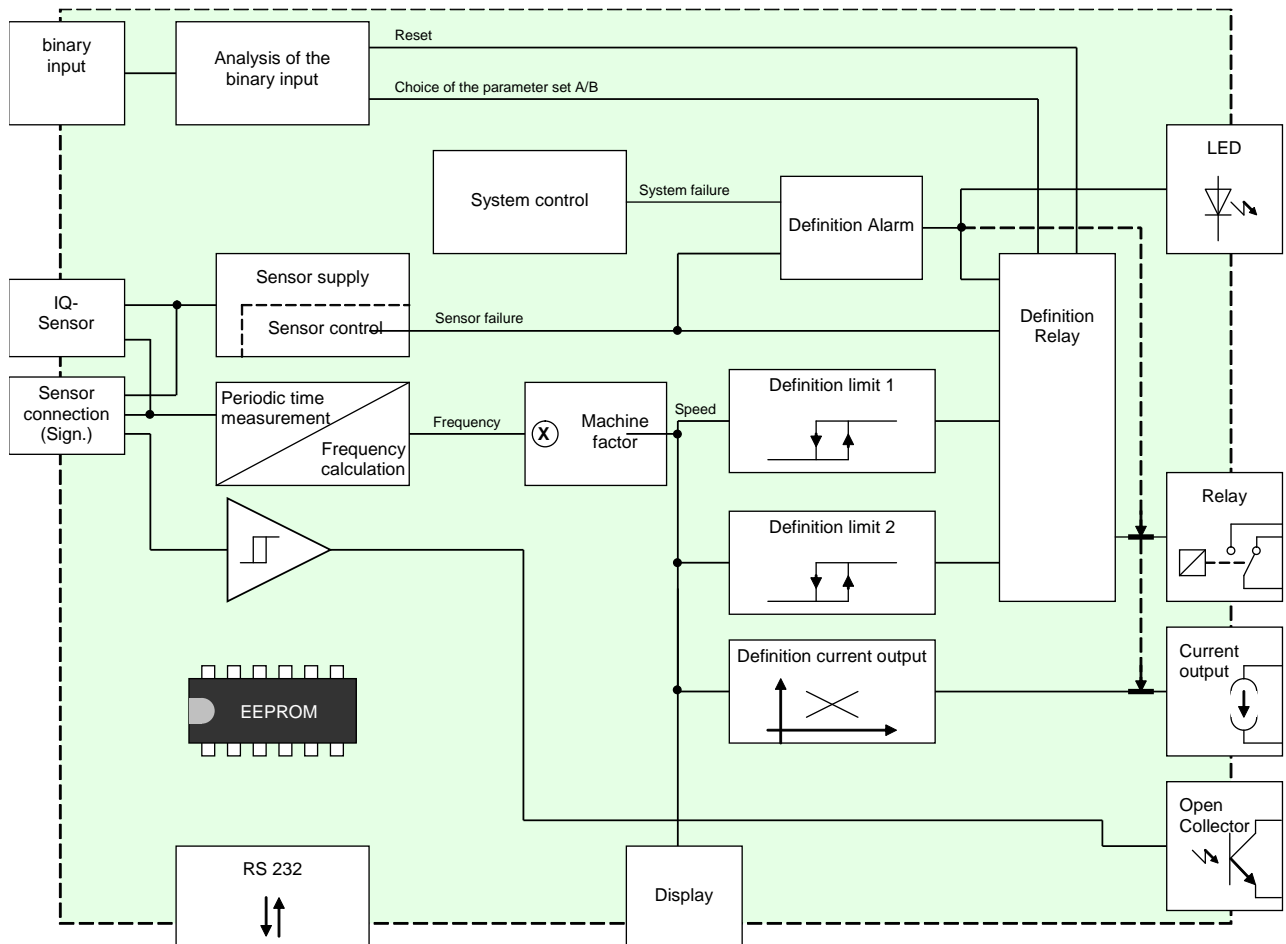 binary
input
Analysis of the
binary input
Reset
Choice of the parameter set A/B
LED
System control
System failure
Definition Alarm
IQ-
Sensor
Sensor supply
Sensor control
Sensor failure
Definition
Relay
Sensor
connection
(Sign.)
Periodic time
measurement
Frequency
calculation
Frequency
X
Machine
factor
Speed
Definition limit 1
Definition limit 2
Relay
Definition current output
Current
output
EEPROM
Open
Collector
RS 232
Display